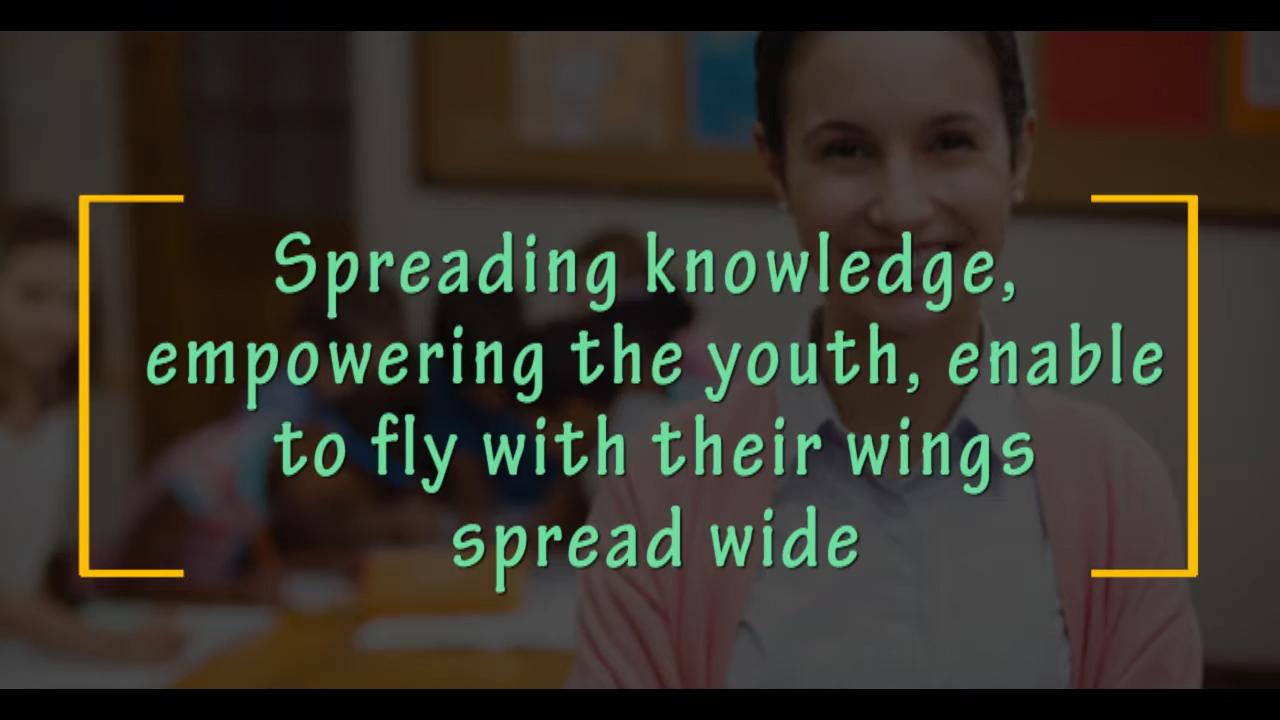 Spreading knowledge,
empowering the youth, enable
to fly with their wings
spread wide